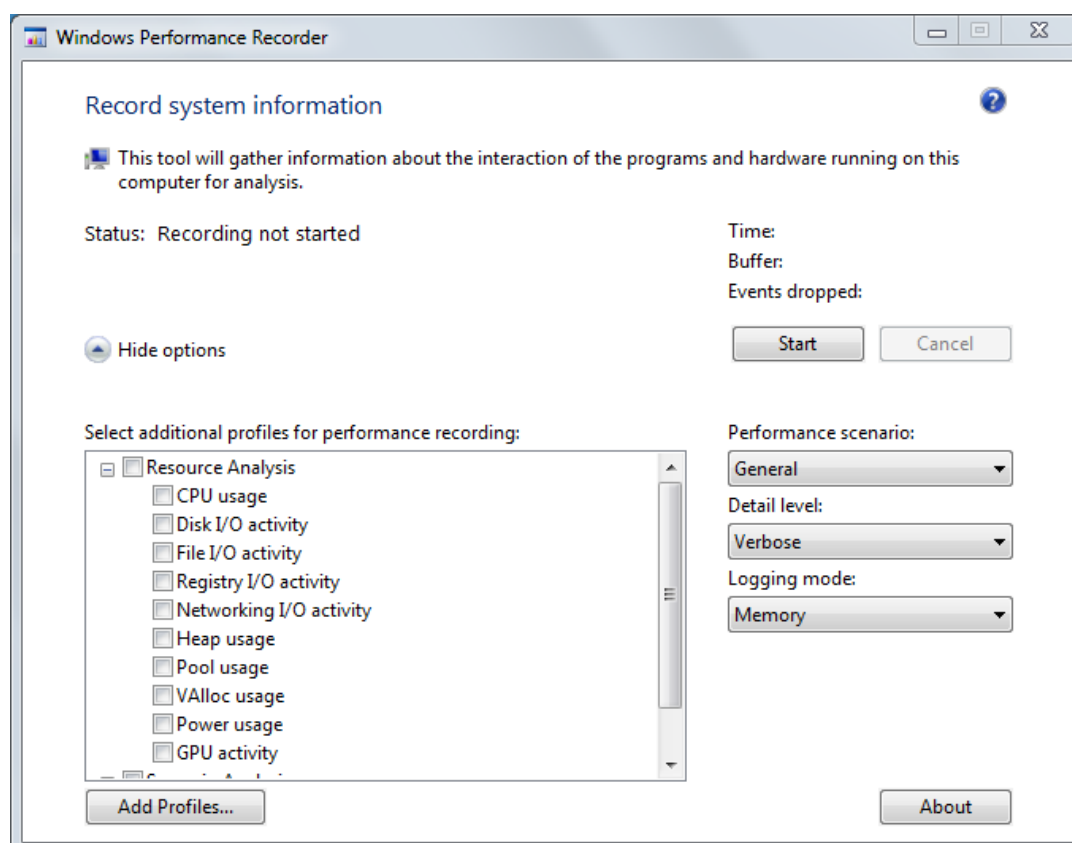 Windows Performance Recorder
Record system information
This tool will gather information about the interaction of the programs and hardware running on this
computer for analysis.
Status: Recording not started
Time:
Buffer:
Events dropped:
Hide options
Start
Cancel
Select additional profiles for performance recording:
Resource Analysis
CPU usage
Disk I/O activity
File I/O activity
Registry I/O activity
Networking I/O activity
Heap usage
Pool usage
VAlloc usage
Power usage
GPU activity
Performance scenario:
General
Detail level:
Verbose
Logging mode:
Memory
Add Profiles...
About